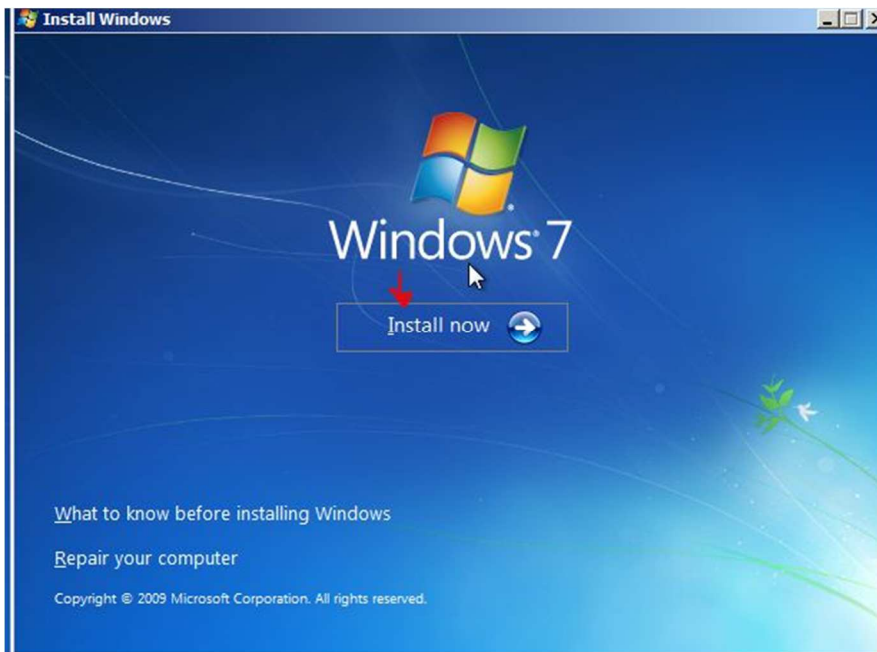 Install Windows
Windows® 7
Install now
What to know before installing Windows
Repair your computer
Copyright © 2009 Microsoft Corporation. All rights reserved.